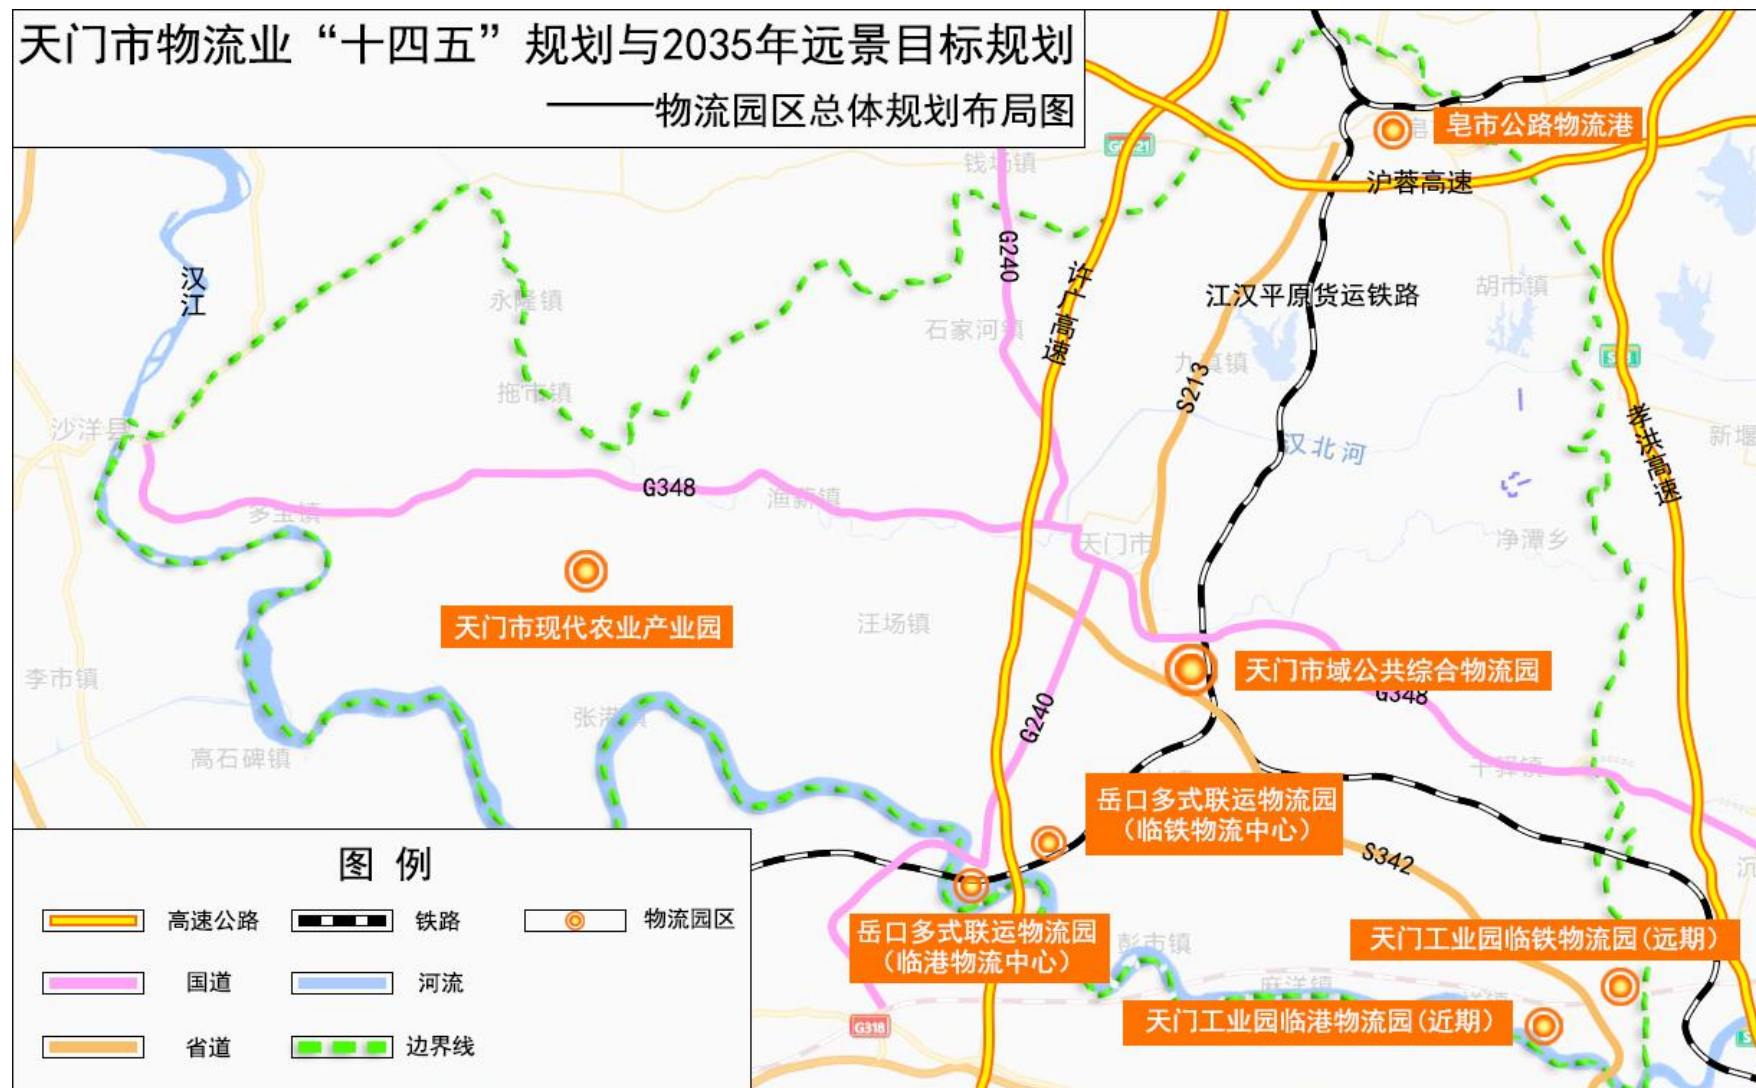 天门市物流业“十四五”规划与2035年远景目标规划
——物流园区总体规划布局图
皂市公路物流港
沪蓉高速
钱场镇
汉江
G240
许广高速
永隆镇
石家河镇
江汉平原货运铁路
胡市镇
九真镇
S213
拖市镇
沙洋县
汉北河
孝洪高速
新堰
G348
多宝镇
渔薪镇
天门市
净潭乡
天门市现代农业产业园
汪场镇
李市镇
天门市域公共综合物流园
G348
张港镇
G240
高石碑镇
干驿镇
岳口多式联运物流园
(临铁物流中心)
S342
沉
岳口多式联运物流园
(临港物流中心)
彭市镇
天门工业园临铁物流园(远期)
麻洋镇
天门工业园临港物流园(近期)
G318
图例
高速公路
铁路
物流园区
国道
河流
省道
边界线